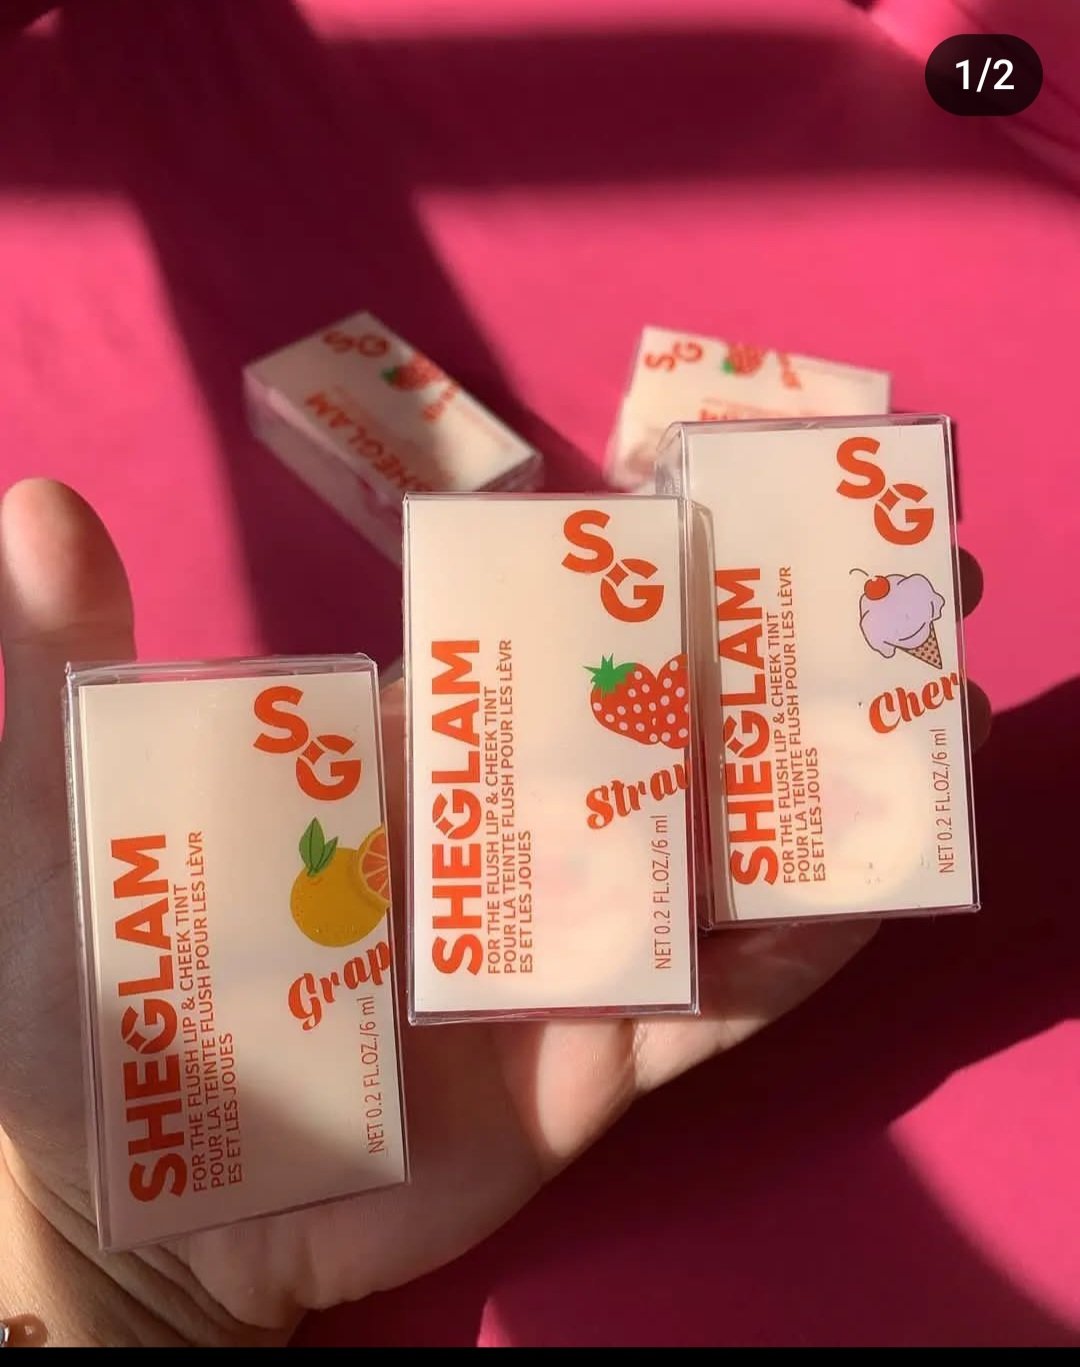 1/2
SG
SHEGLAM
SG
SG
SHEGLAM
FOR THE FLUSH LIP & CHEEK TINT
POUR LA TEINTE FLUSH POUR LES LÈVR
ES ET LES JOUES
Grap
NET 0.2 FL.OZ./6 ml
SG
SHEGLAM
FOR THE FLUSH LIP & CHEEK TINT
POUR LA TEINTE FLUSH POUR LES LÈVR
ES ET LES JOUES
Straw
NET 0.2 FL.OZ./6 ml
SG
SHEGLAM
FOR THE FLUSH LIP & CHEEK TINT
POUR LA TEINTE FLUSH POUR LES LÈVR
ES ET LES JOUES
Cher
NET 0.2 FL.OZ./6 ml